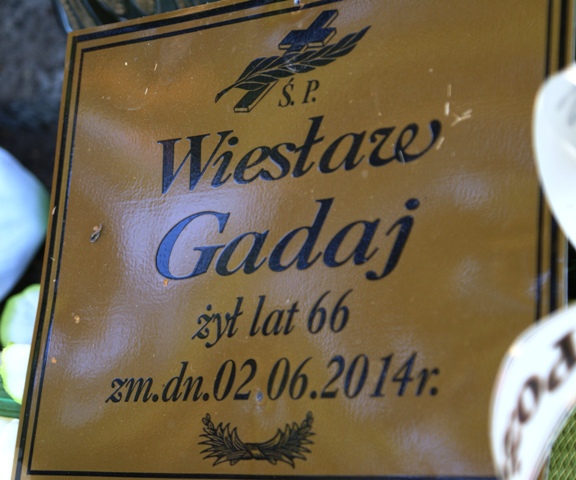 Ś. P.
Wiesław
Gadaj
żył lat 66
zm.dn.02.06.2014r.